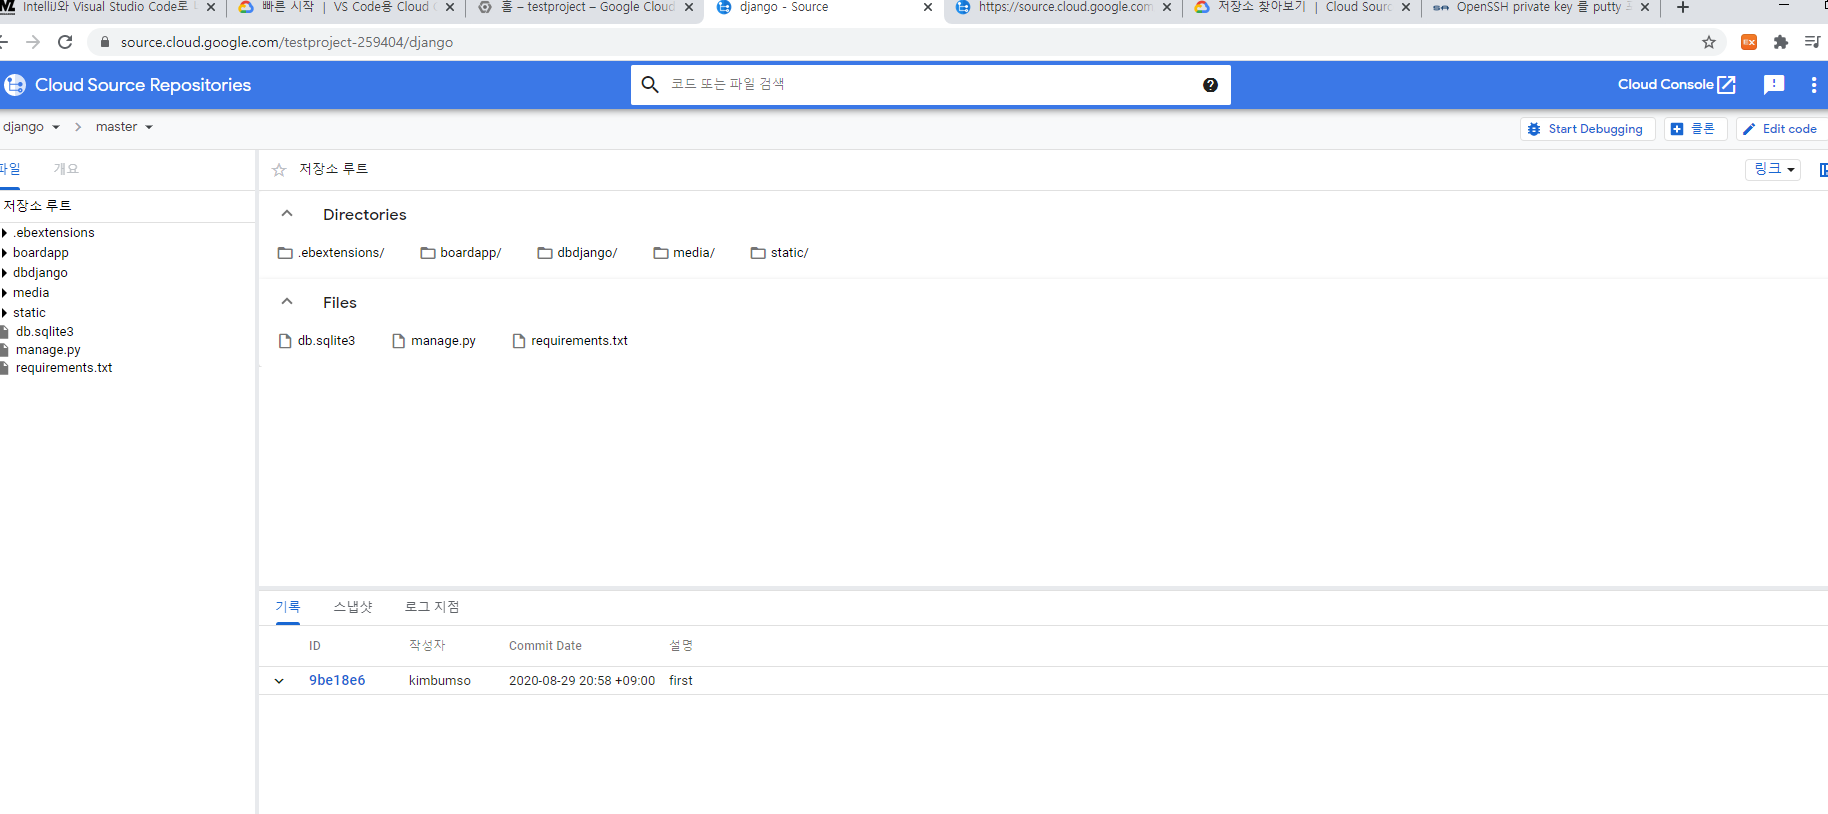 IntelliJ와 Visual Studio Code로
빠른 시작 | VS Code용 Cloud
홈 – testproject – Google Cloud
django - Source
https://source.cloud.google.com
저장소 찾아보기 | Cloud Sourc
OpenSSH private key 를 putty
source.cloud.google.com/testproject-259404/django
Cloud Source Repositories
코드 또는 파일 검색
Cloud Console
django
master
Start Debugging
클론
Edit code
파일
개요
저장소 루트
링크
저장소 루트
.ebextensions
boardapp
dbdjango
media
static
db.sqlite3
manage.py
requirements.txt
Directories
.ebextensions/ boardapp/ dbdjango/ media/ static/
Files
db.sqlite3 manage.py requirements.txt
기록 스냅샷 로그 지점
ID 작성자 Commit Date 설명
9be18e6 kimbumso 2020-08-29 20:58 +09:00 first